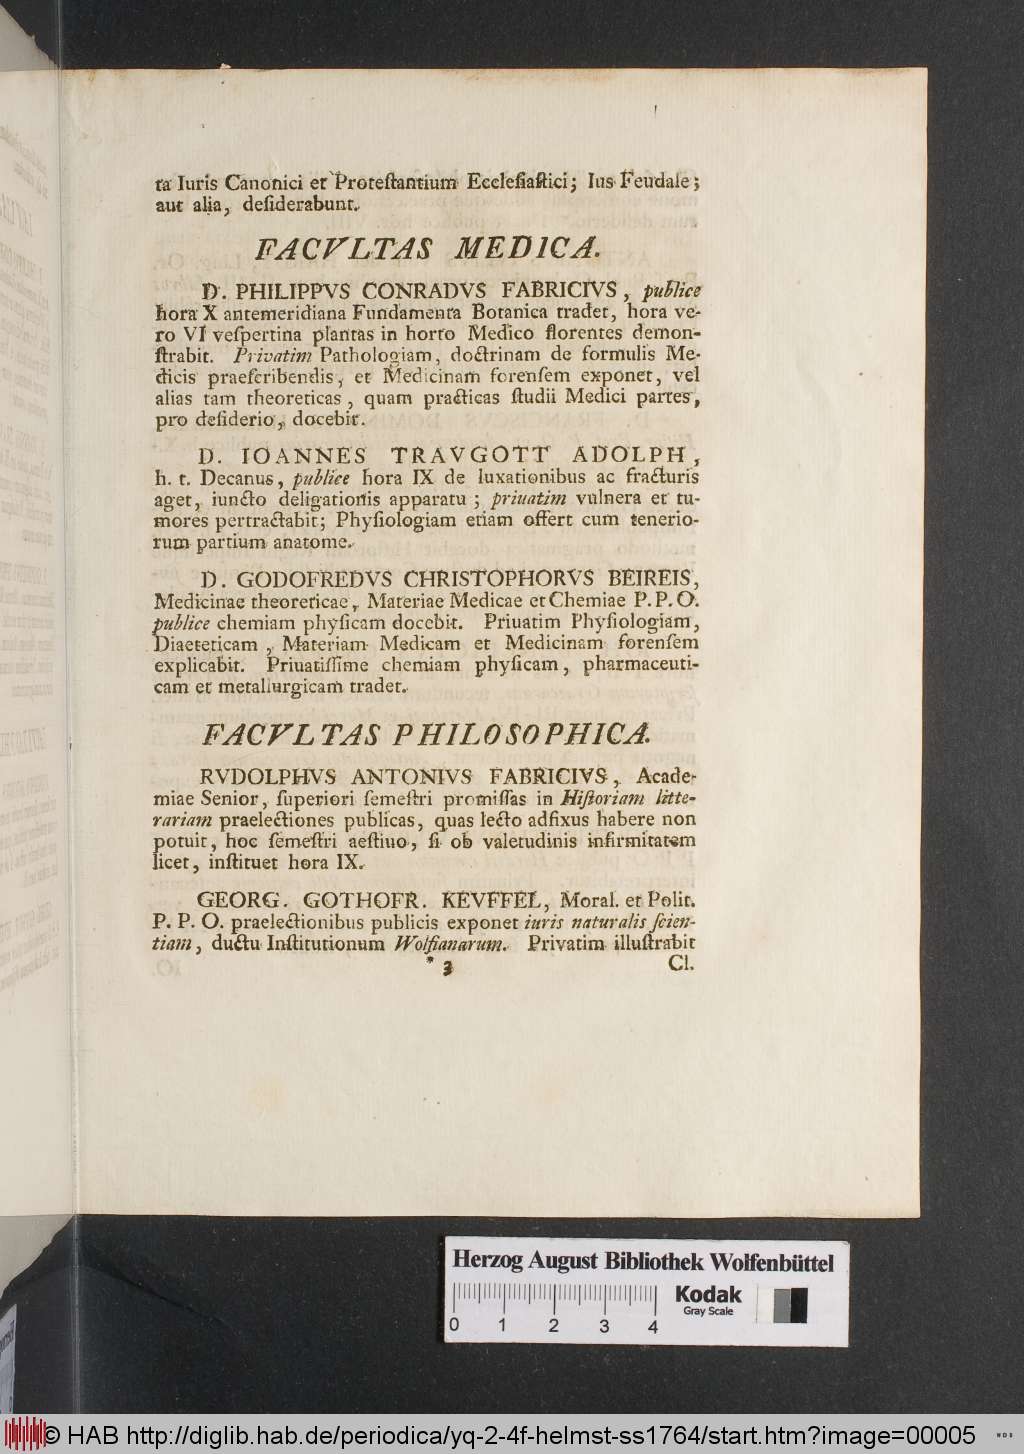 ta Iuris Canonici et Proteſtantium Eccleſiaſtici; Ius Feudale;
aut alia, deſiderabunt.
FACVLTAS MEDICA.
D. PHILIPPVS CONRADVS FABRICIVS, publice
hora X antemeridiana Fundamenta Botanica tradet, hora ve-
ro VI veſpertina plantas in horto Medico florentes demon-
ſtrabit. Privatim Pathologiam, doctrinam de formulis Me-
dicis praeſcribendis, et Medicinam forenſem exponet, vel
alias tam theoreticas, quam practicas ſtudii Medici partes,
pro deſiderio, docebit.
D. IOANNES TRAVGOTT ADOLPH,
h. t. Decanus, publice hora IX de luxationibus ac fracturis
aget, iuncto deligationis apparatu; priuatim vulnera et tu-
mores pertractabit; Phyſiologiam etiam offert cum tenerio-
rum partium anatome.
D. GODOFREDVS CHRISTOPHORVS BEIREIS,
Medicinae theoreticae, Materiae Medicae et Chemiae P. P. O.
publice chemiam phyſicam docebit. Priuatim Phyſiologiam,
Diaeteticam, Materiam Medicam et Medicinam forenſem
explicabit. Priuatiſſime chemiam phyſicam, pharmaceuti-
cam et metallurgicam tradet.
FACVLTAS PHILOSOPHICA.
RVDOLPHVS ANTONIVS FABRICIVS, Acade-
miae Senior, ſuperiori ſemeſtri promiſſas in Hiſtoriam litte-
rariam praelectiones publicas, quas lecto adfixus habere non
potuit, hoc ſemeſtri aeſtiuo, ſi ob valetudinis infirmitatem
licet, inſtituet hora IX.
GEORG. GOTHOFR. KEVFFEL, Moral. et Polit.
P. P. O. praelectionibus publicis exponet iuris naturalis ſcien-
tiam, ductu Inſtitutionum Wolfianarum. Privatim illuſtrabit
* 3 Cl.
Herzog August Bibliothek Wolfenbüttel
0 1 2 3 4
Kodak
Gray Scale
© HAB http://diglib.hab.de/periodica/yq-2-4f-helmst-ss1764/start.htm?image=00005